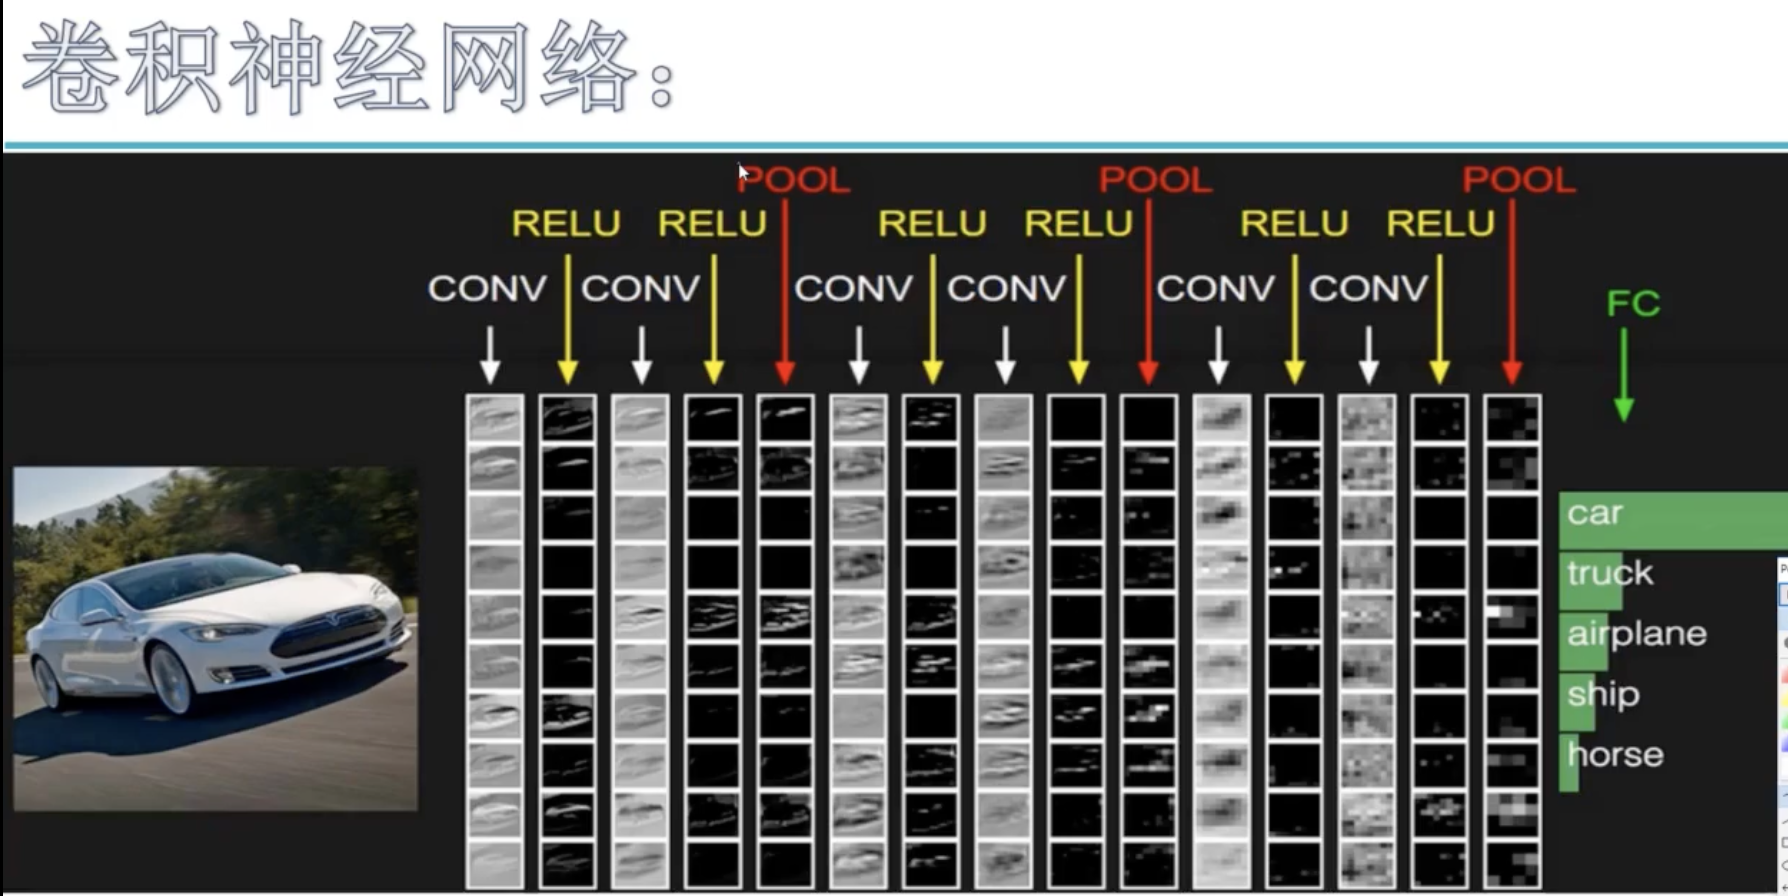 卷积神经网络:
POOL POOL POOL
RELU RELU RELU RELU RELU RELU
CONV CONV CONV CONV CONV CONV
FC
car
truck
airplane
ship
horse